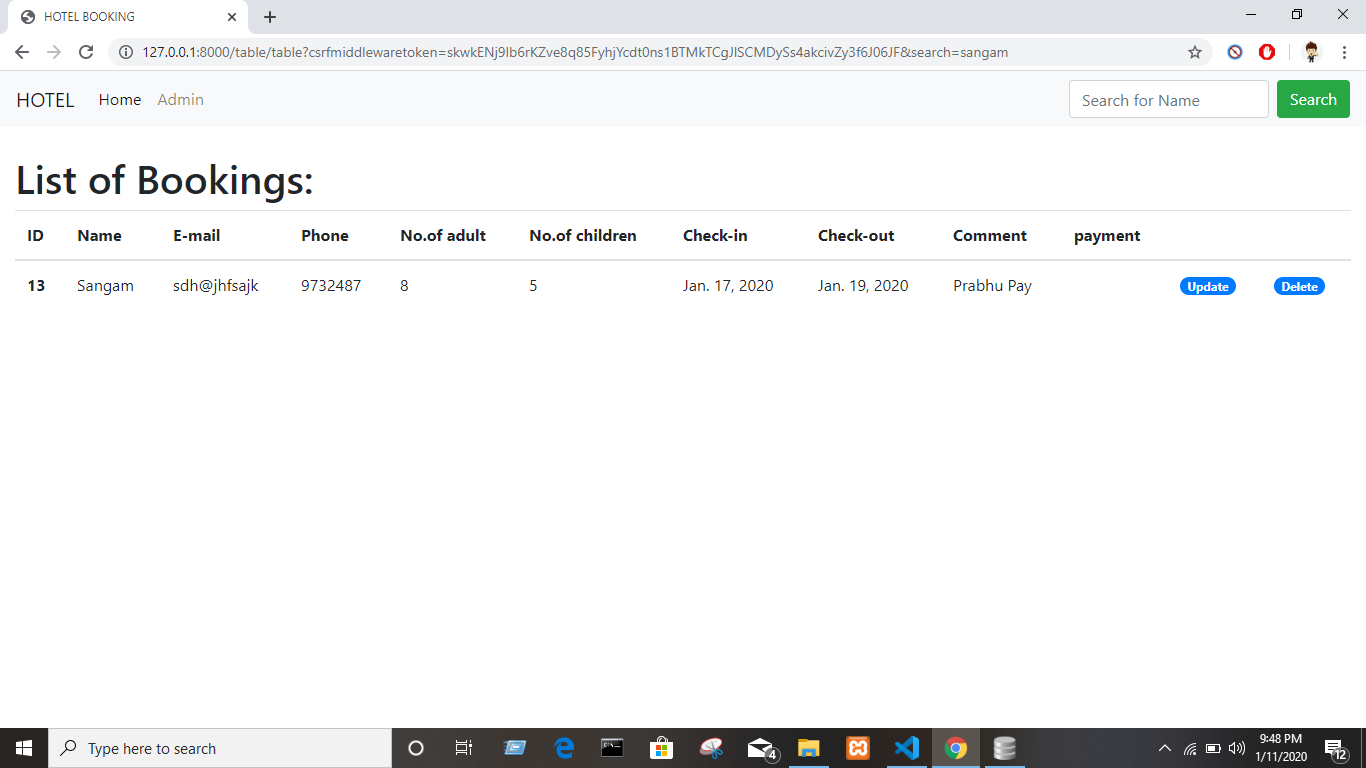 HOTEL BOOKING
127.0.0.1:8000/table/table?csrfmiddlewaretoken=skwkENj9Ib6rKZve8q85FyhjYcdt0ns1BTMkTCgJISCMDySs4akcivZy3f6J06JF&search=sangam
HOTEL Home Admin Search for Name Search
List of Bookings:
ID Name E-mail Phone No.of adult No.of children Check-in Check-out Comment payment
13 Sangam sdh@jhfsajk 9732487 8 5 Jan. 17, 2020 Jan. 19, 2020 Prabhu Pay Update Delete
Type here to search 4 9:48 PM
1/11/2020 12